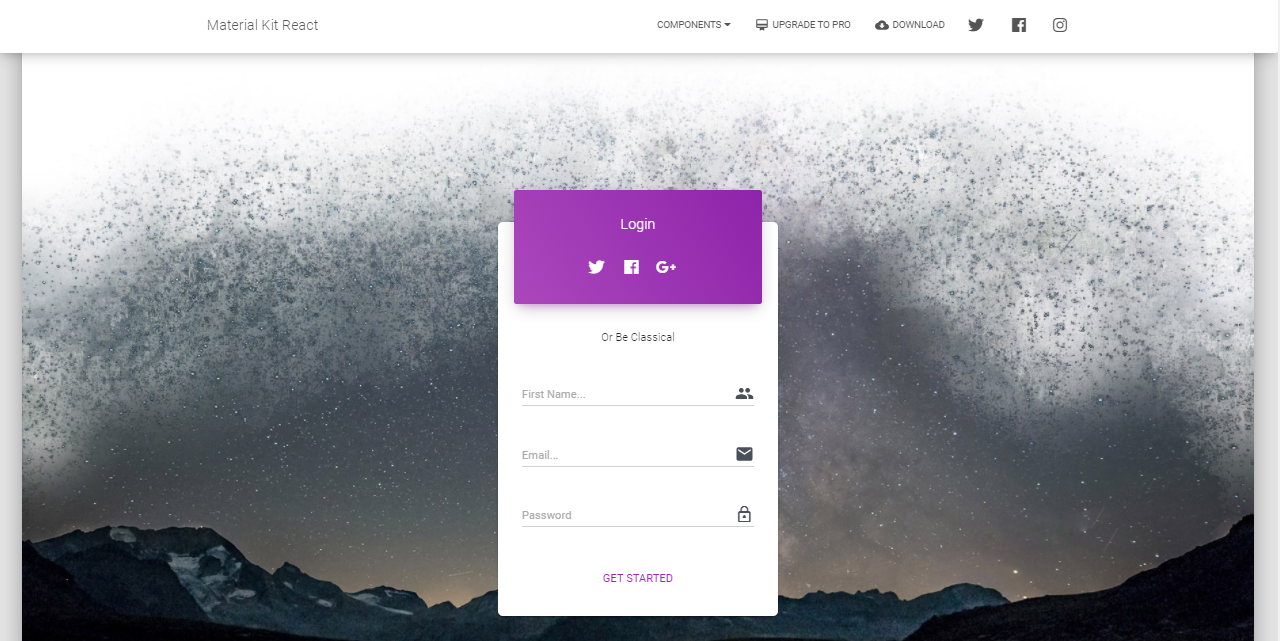 Material Kit React
COMPONENTS
UPGRADE TO PRO
DOWNLOAD
Login
Or Be Classical
First Name...
Email...
Password
GET STARTED